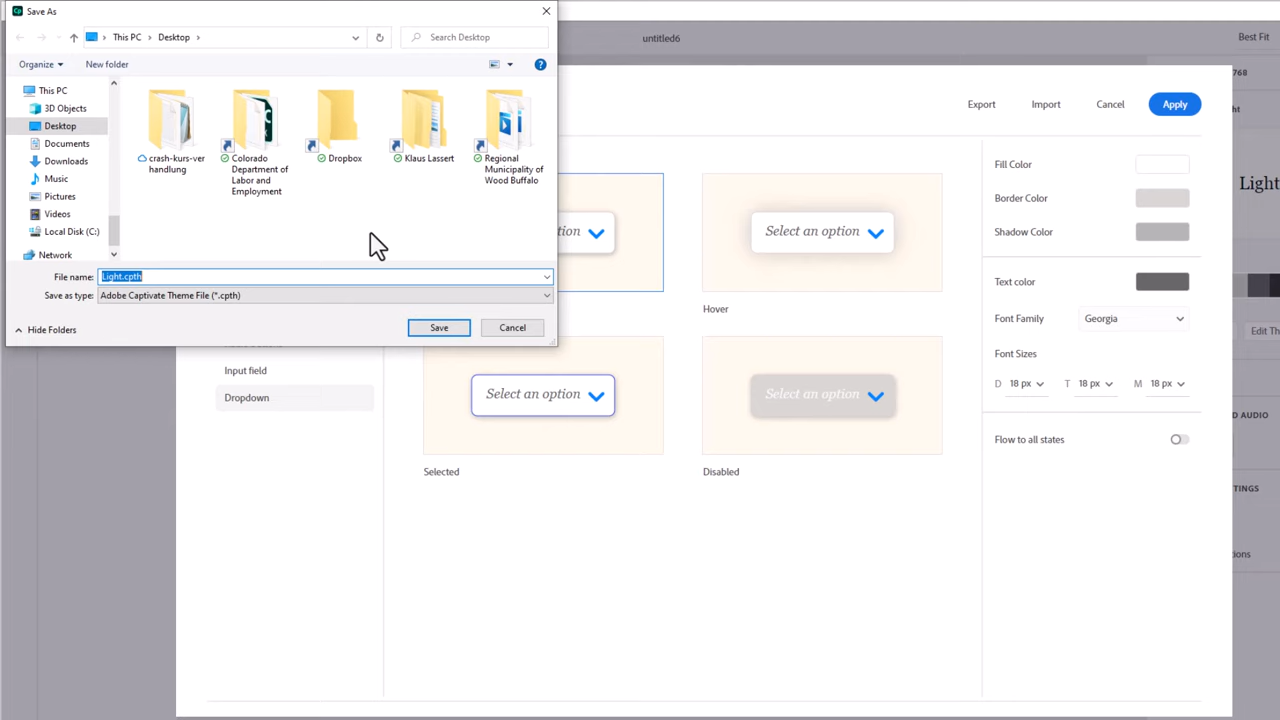 Save As
This PC
Desktop
Search Desktop
Organize
New folder
This PC
3D Objects
Desktop
Documents
Downloads
Music
Pictures
Videos
Local Disk (C:)
Network
crash-kurs-ver
handlung
Colorado
Department of
Labor and
Employment
Dropbox
Klaus Lassert
Regional
Municipality of
Wood Buffalo
File name:
Light.cpth
Save as type:
Adobe Captivate Theme File (*.cpth)
Hide Folders
Save
Cancel
untitled6
Best Fit
Export
Import
Cancel
Apply
768
ht
Light
Edit Th
D AUDIO
TTINGS
ions
Input field
Dropdown
tion
Select an option
Hover
Select an option
Selected
Select an option
Disabled
Fill Color
Border Color
Shadow Color
Text color
Font Family
Georgia
Font Sizes
D 18 px T 18 px M 18 px
Flow to all states